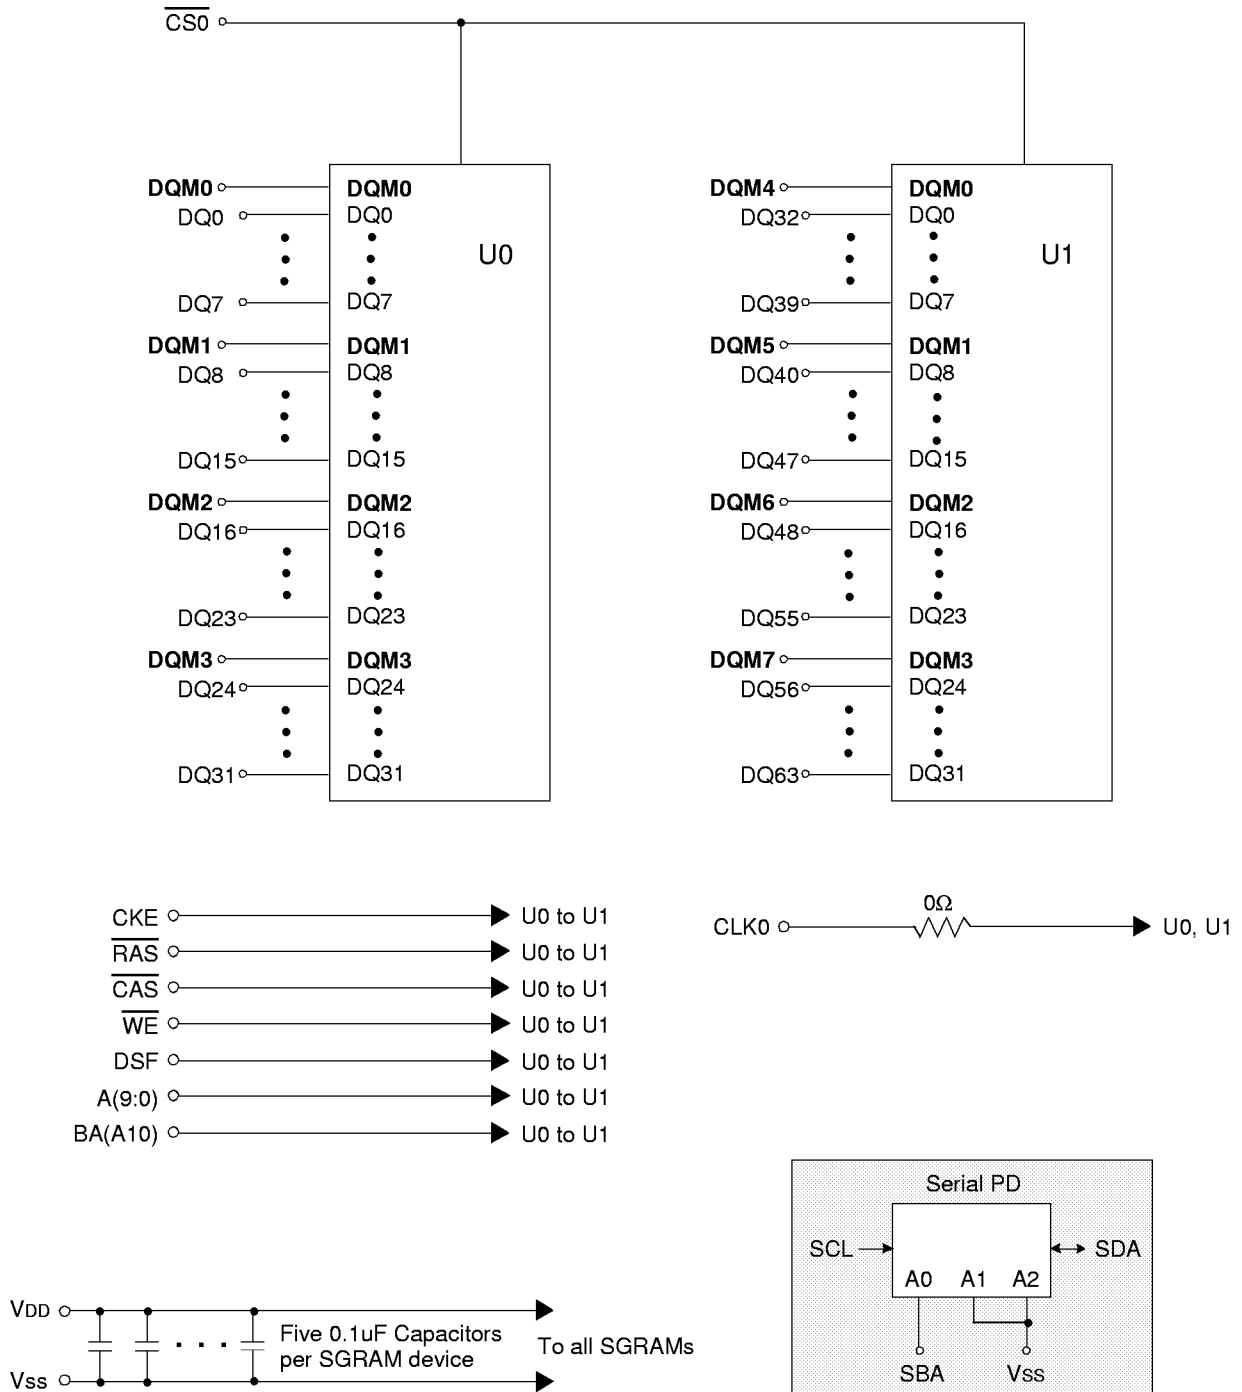 CS0
DQM0 DQM0
DQ0 DQ0
U0
DQ7 DQ7
DQM1 DQM1
DQ8 DQ8
DQ15 DQ15
DQM2 DQM2
DQ16 DQ16
DQ23 DQ23
DQM3 DQM3
DQ24 DQ24
DQ31 DQ31
DQM4 DQM0
DQ32 DQ0
U1
DQ39 DQ7
DQM5 DQM1
DQ40 DQ8
DQ47 DQ15
DQM6 DQM2
DQ48 DQ16
DQ55 DQ23
DQM7 DQM3
DQ56 DQ24
DQ63 DQ31
CKE U0 to U1
RAS U0 to U1
CAS U0 to U1
WE U0 to U1
DSF U0 to U1
A(9:0) U0 to U1
BA(A10) U0 to U1
0Ω
CLK0 U0, U1
Serial PD
SCL SDA
A0 A1 A2
SBA VSS
VDD
Five 0.1uF Capacitors
per SGRAM device
To all SGRAMs
VSS